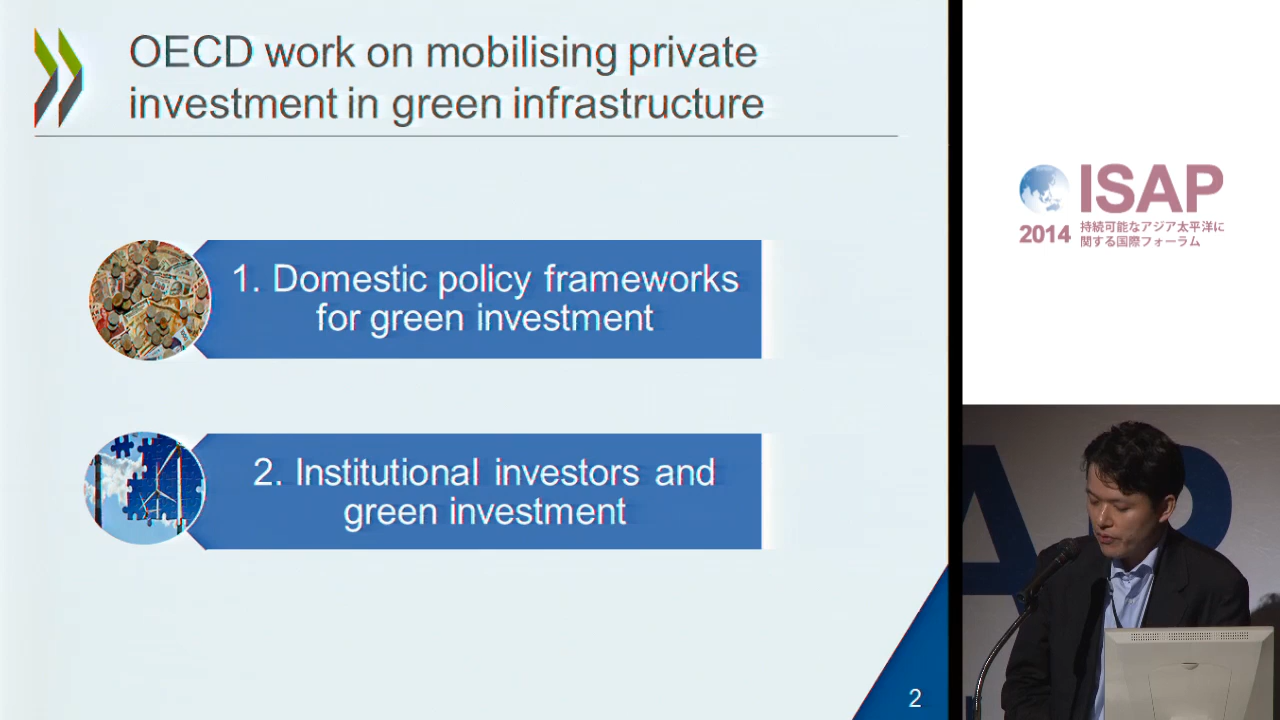 OECD work on mobilising private
investment in green infrastructure
1. Domestic policy frameworks
for green investment
2. Institutional investors and
green investment
2
ISAP
2014
持続可能なアジア太平洋に
関する国際フォーラム